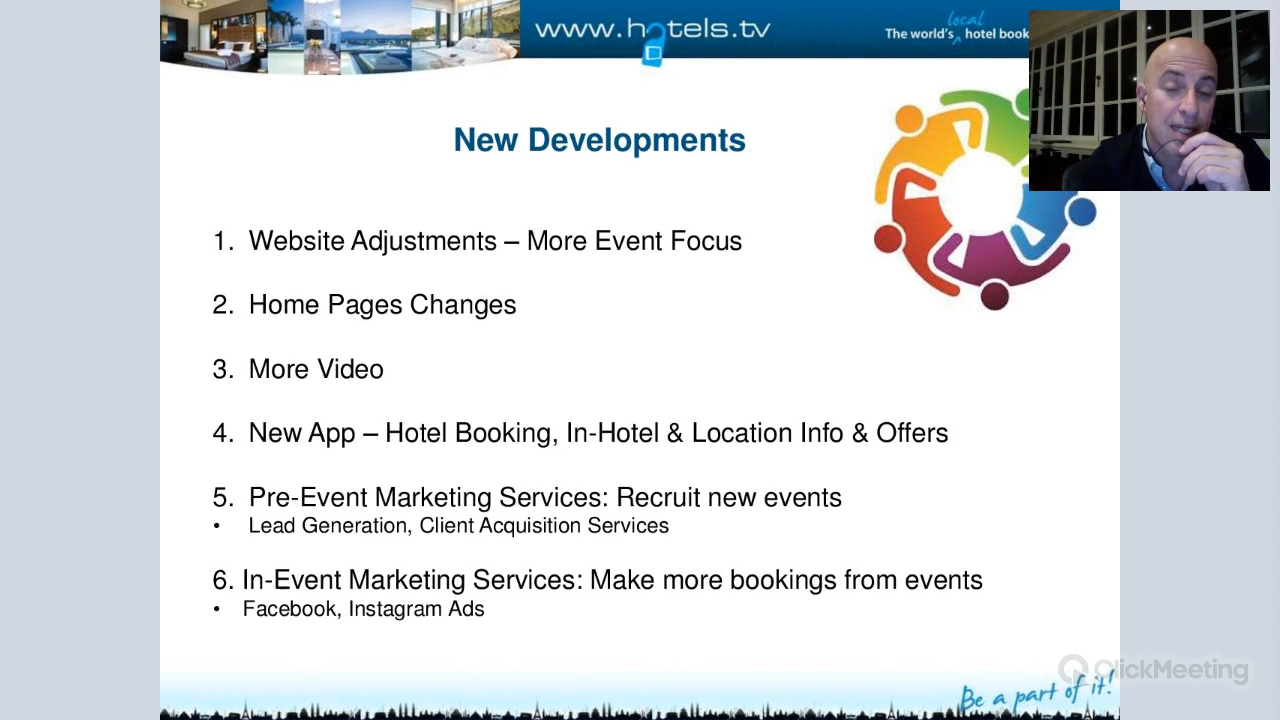 www.hotels.tv
local
The world's hotel book
New Developments
1. Website Adjustments – More Event Focus
2. Home Pages Changes
3. More Video
4. New App – Hotel Booking, In-Hotel & Location Info & Offers
5. Pre-Event Marketing Services: Recruit new events
• Lead Generation, Client Acquisition Services
6. In-Event Marketing Services: Make more bookings from events
• Facebook, Instagram Ads
ClickMeeting
Be a part of it!